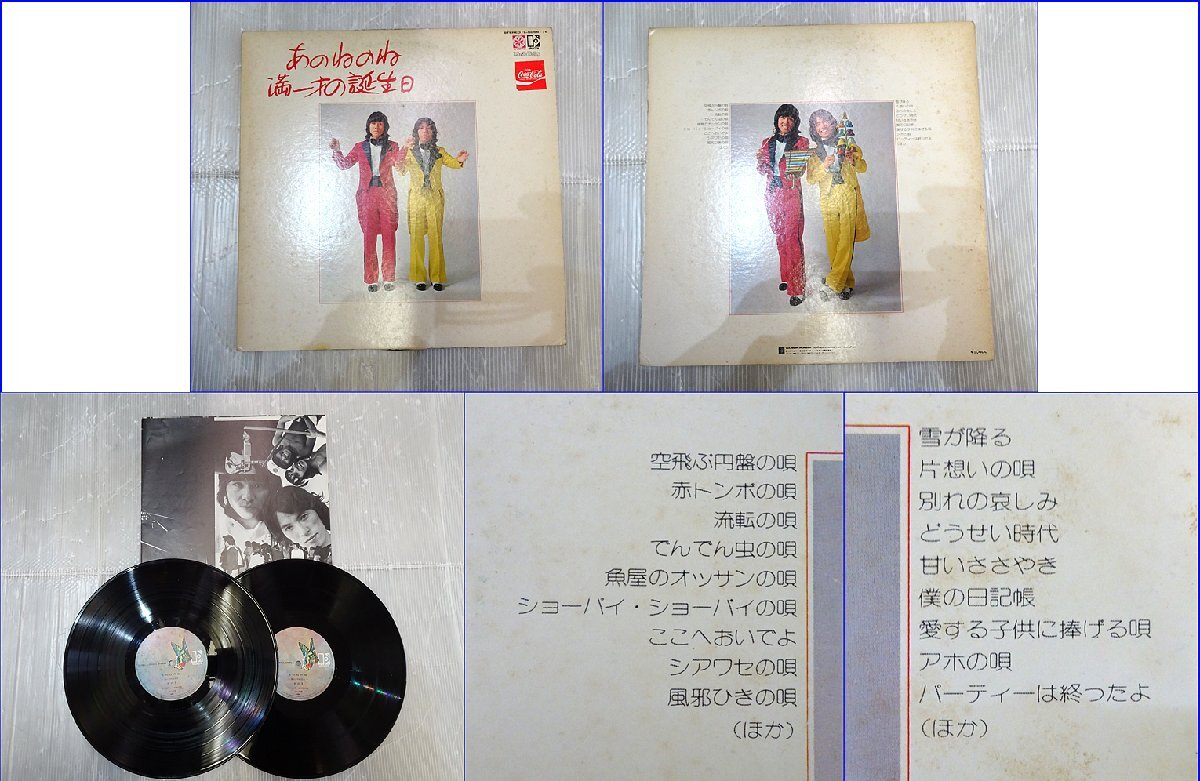 あのねのね
満一才の誕生日
Coca-Cola
空飛ぶ円盤の唄
赤トンボの唄
流転の唄
でんでん虫の唄
魚屋のオッサンの唄
ショーバイ・ショーバイの唄
ここへおいでよ
シアワセの唄
風邪ひきの唄
(ほか)
雪が降る
片想いの唄
別れの哀しみ
どうせい時代
甘いささやき
僕の日記帳
愛する子供に捧げる唄
アホの唄
パーティーは終ったよ
(ほか)